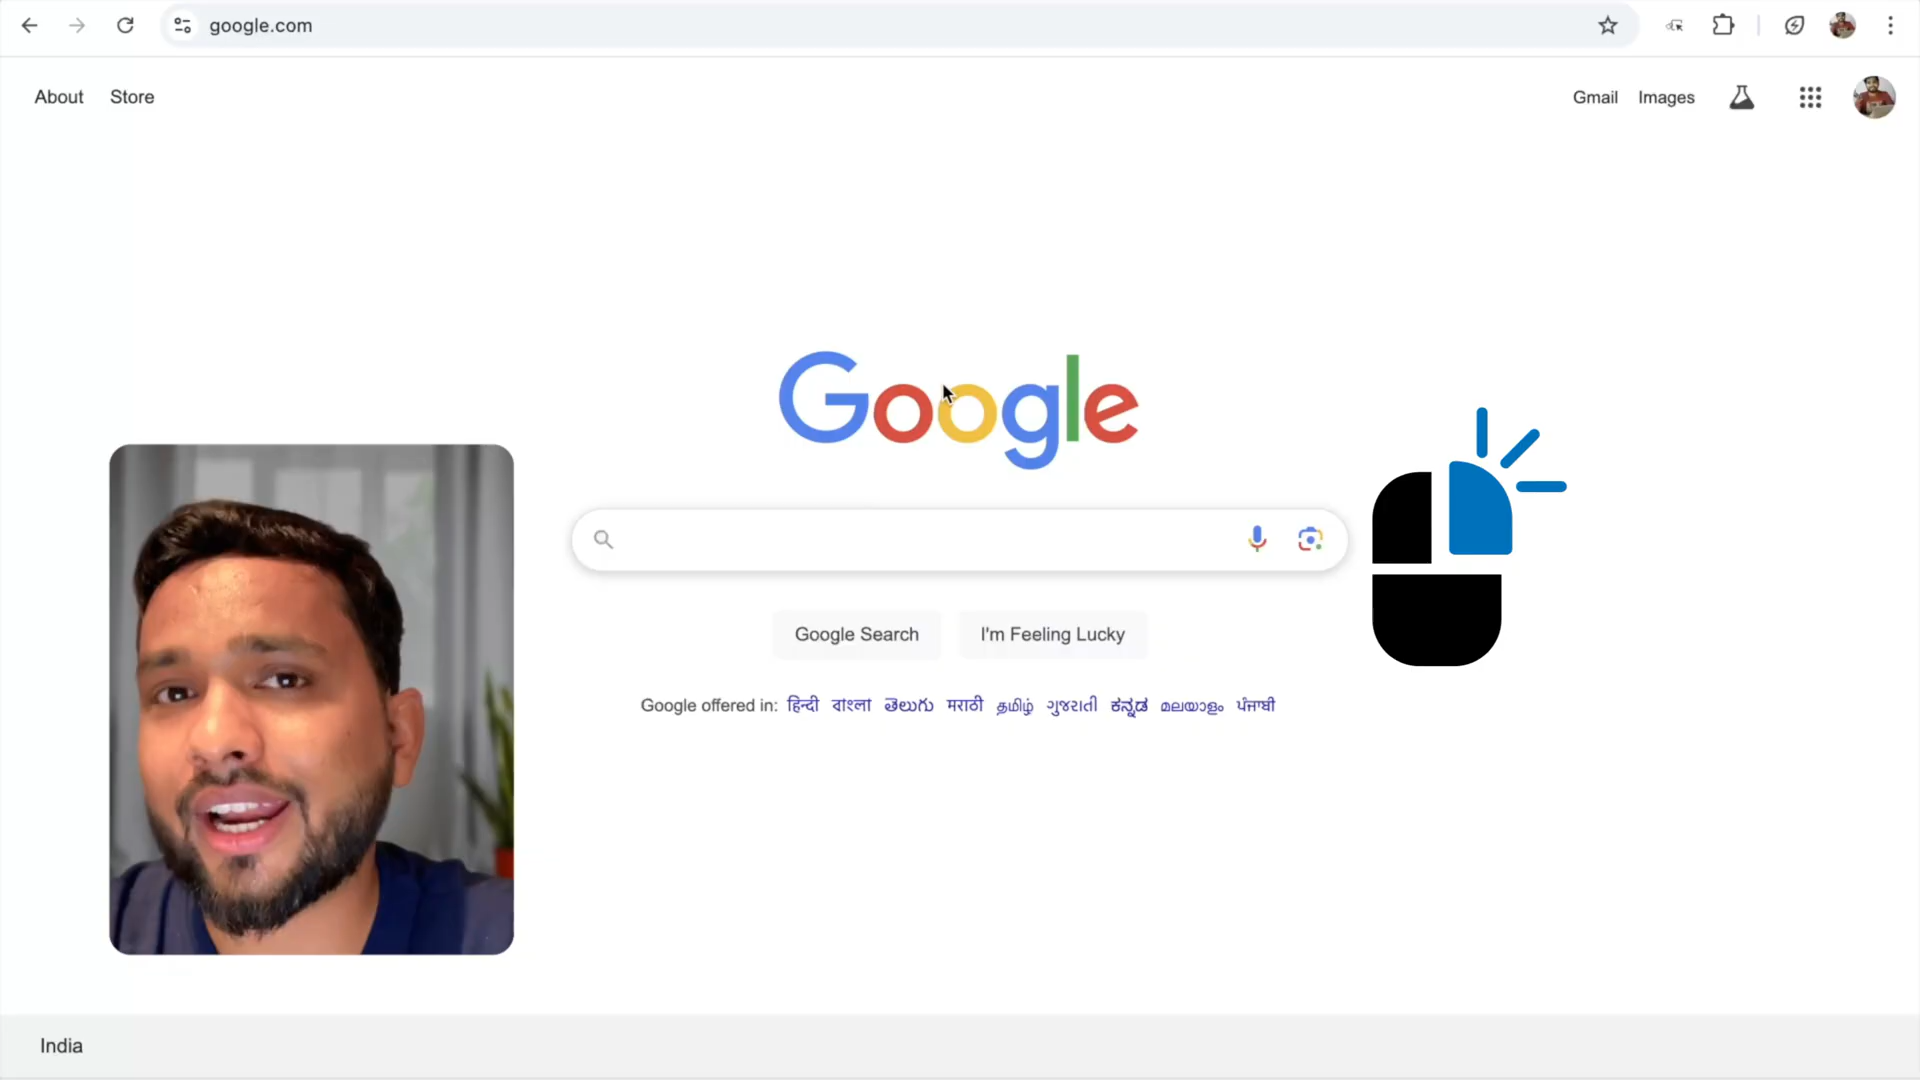 google.com
About Store Gmail Images
Google
Google Search I'm Feeling Lucky
Google offered in: हिन्दी বাংলা తెలుగు मराठी தமிழ் ગુજરાતી ಕನ್ನಡ മലയാളം ਪੰਜਾਬੀ
India